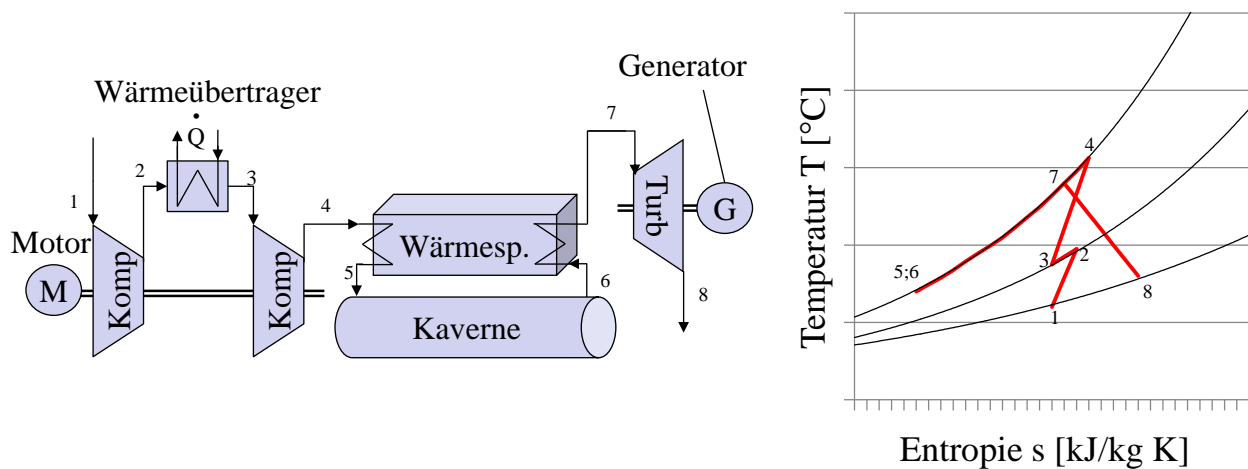 Wärmeübertrager
Q̇
1
2
3
Motor
M
Komp
Komp
4
5
Wärmesp.
6
Kaverne
7
Turb
8
Generator
G
Temperatur T [°C]
4
7
3
2
5;6
1
8
Entropie s [kJ/kg K]